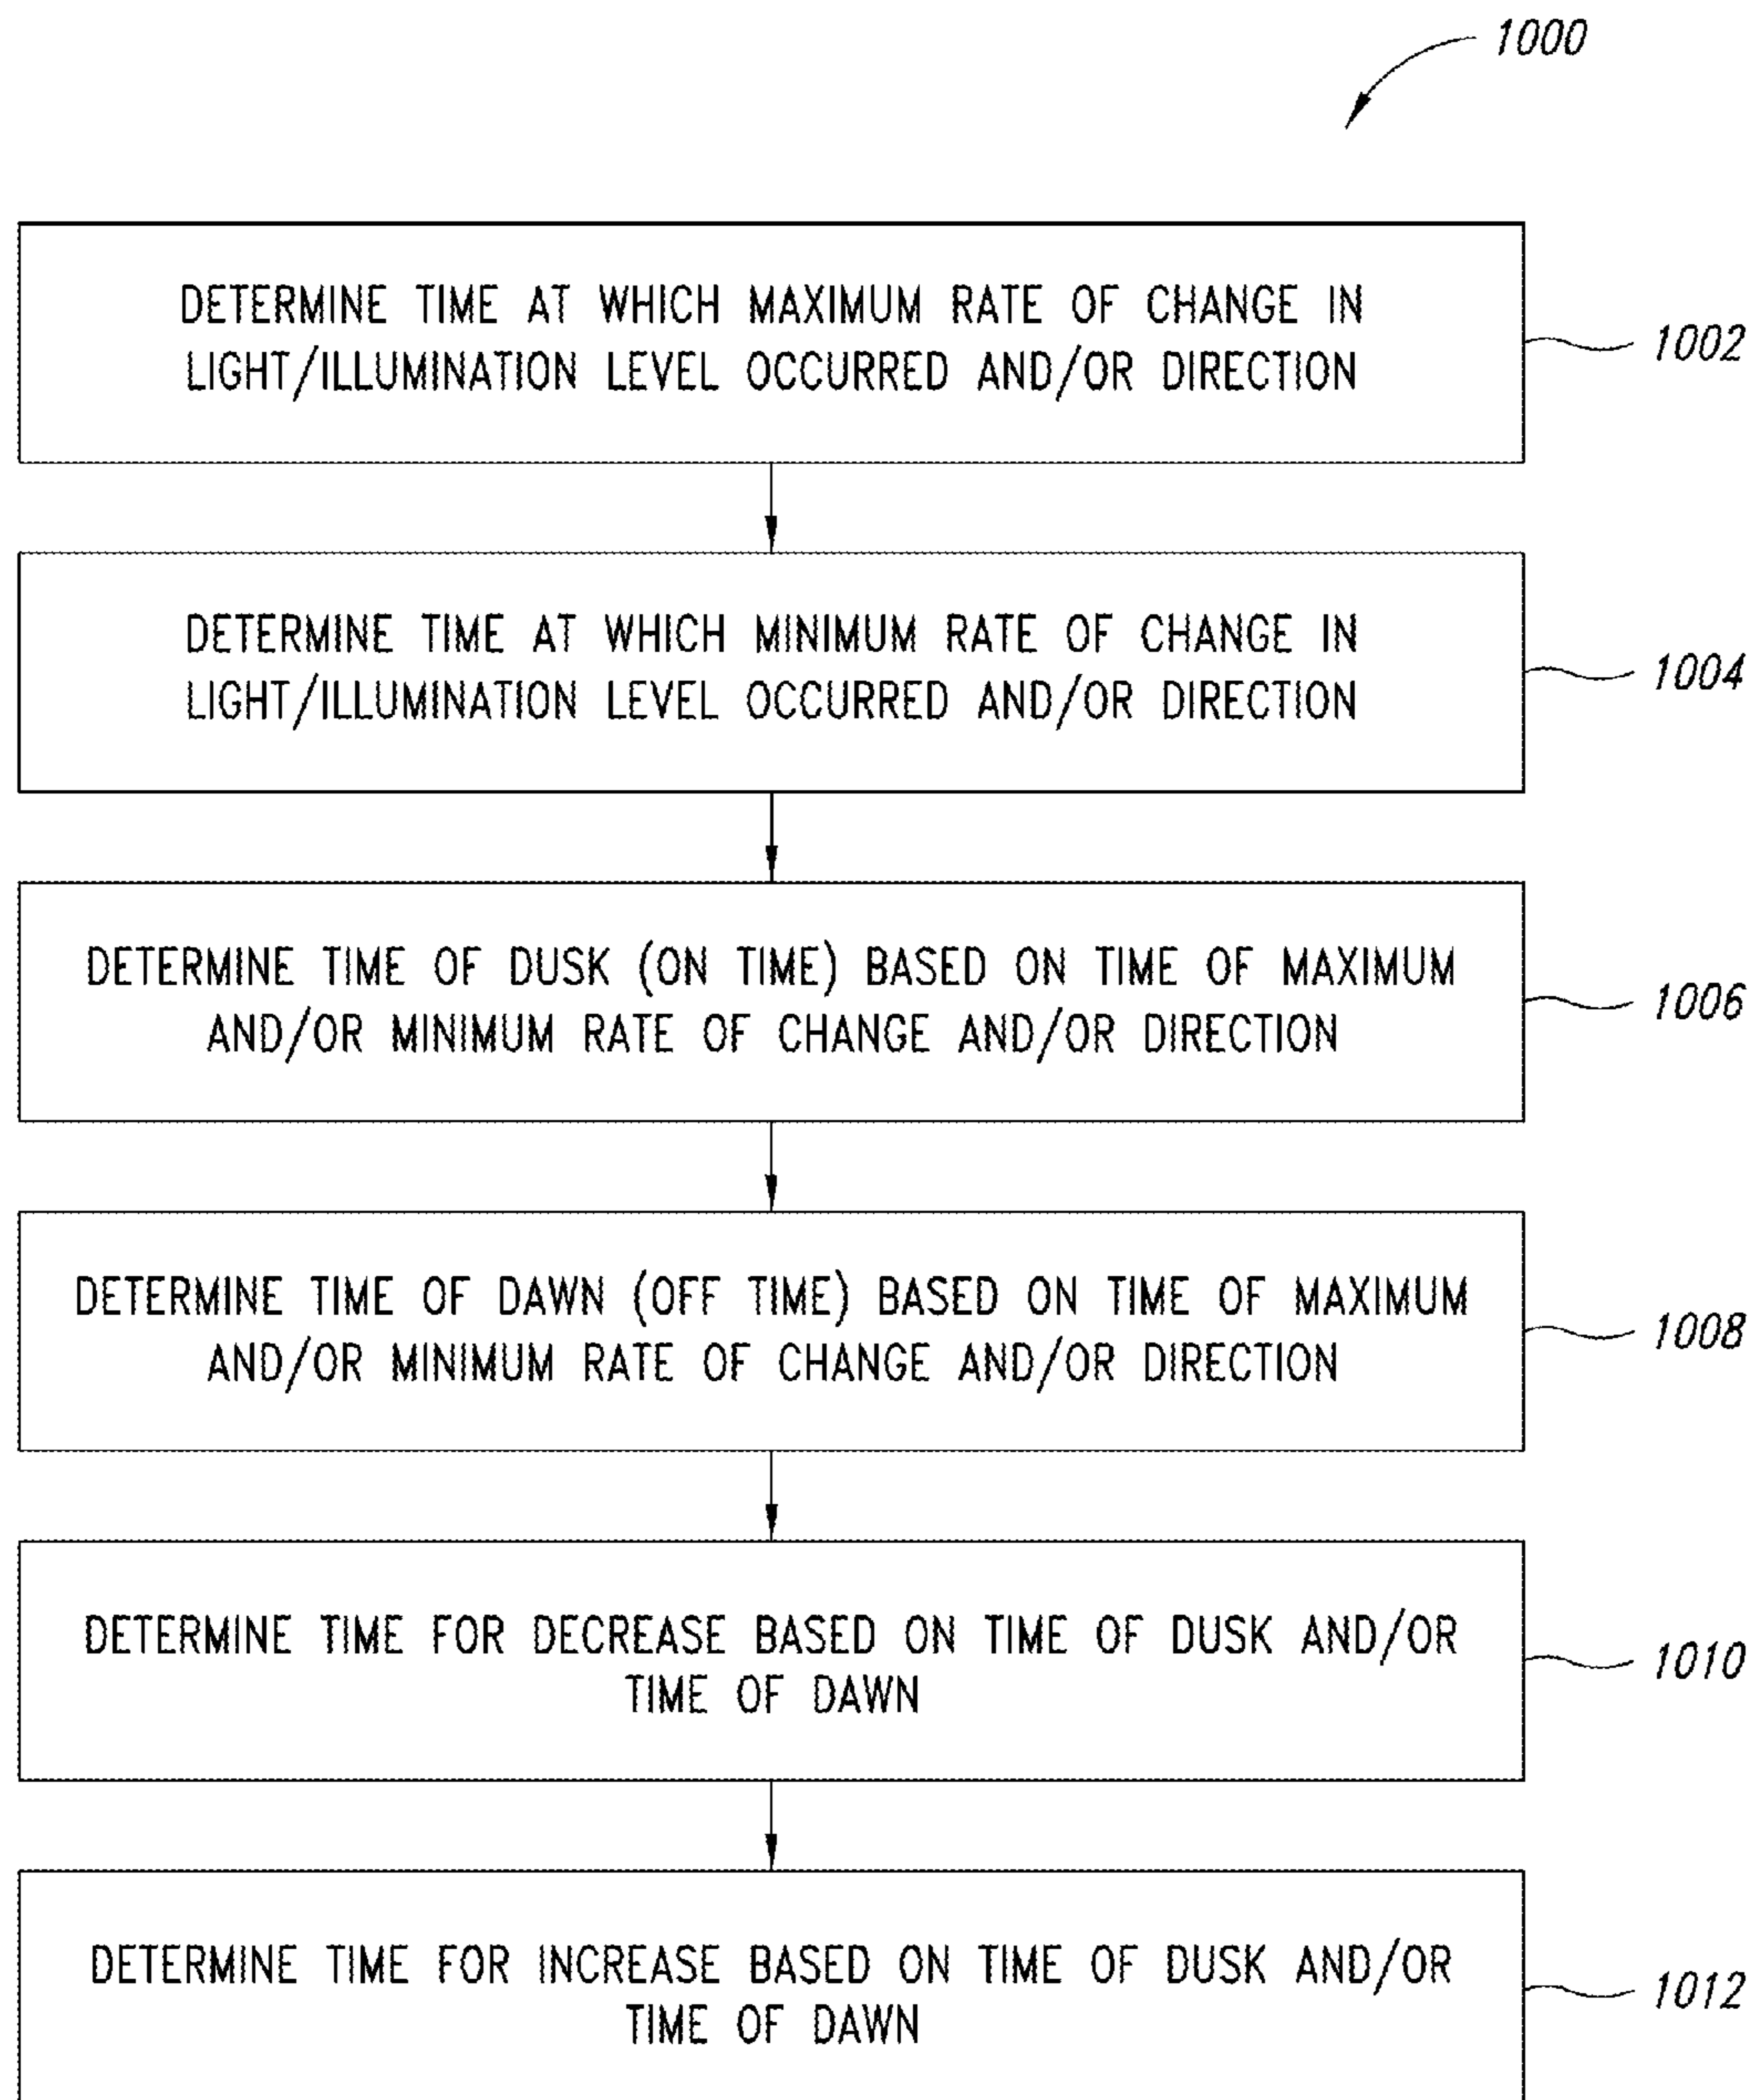 1000
DETERMINE TIME AT WHICH MAXIMUM RATE OF CHANGE IN
LIGHT/ILLUMINATION LEVEL OCCURRED AND/OR DIRECTION
1002
DETERMINE TIME AT WHICH MINIMUM RATE OF CHANGE IN
LIGHT/ILLUMINATION LEVEL OCCURRED AND/OR DIRECTION
1004
DETERMINE TIME OF DUSK (ON TIME) BASED ON TIME OF MAXIMUM
AND/OR MINIMUM RATE OF CHANGE AND/OR DIRECTION
1006
DETERMINE TIME OF DAWN (OFF TIME) BASED ON TIME OF MAXIMUM
AND/OR MINIMUM RATE OF CHANGE AND/OR DIRECTION
1008
DETERMINE TIME FOR DECREASE BASED ON TIME OF DUSK AND/OR
TIME OF DAWN
1010
DETERMINE TIME FOR INCREASE BASED ON TIME OF DUSK AND/OR
TIME OF DAWN
1012